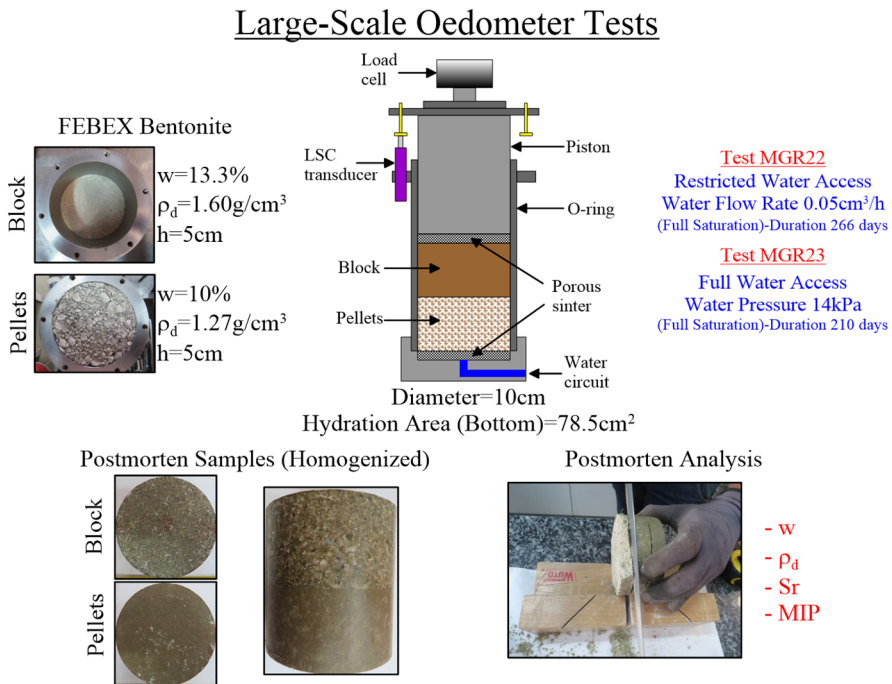 Large-Scale Oedometer Tests
FEBEX Bentonite
Block
w=13.3%
ρd=1.60g/cm³
h=5cm
Pellets
w=10%
ρd=1.27g/cm³
h=5cm
Load
cell
LSC
transducer
Piston
O-ring
Block
Pellets
Porous
sinter
Water
circuit
Diameter=10cm
Hydration Area (Bottom)=78.5cm²
Test MGR22
Restricted Water Access
Water Flow Rate 0.05cm³/h
(Full Saturation)-Duration 266 days
Test MGR23
Full Water Access
Water Pressure 14kPa
(Full Saturation)-Duration 210 days
Postmorten Samples (Homogenized)
Block
Pellets
Postmorten Analysis
- w
- ρd
- Sr
- MIP